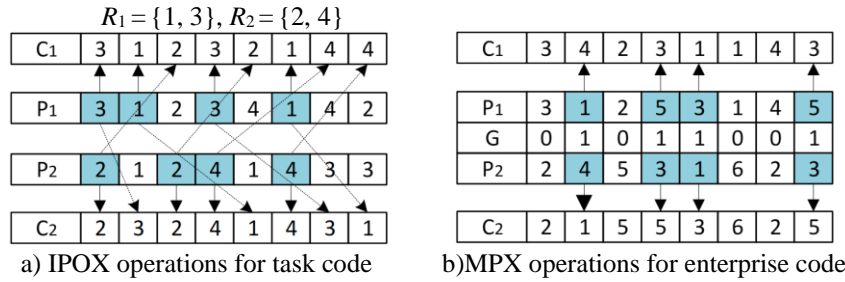 R1 = {1, 3}, R2 = {2, 4}
C1 3 1 2 3 2 1 4 4
P1 3 1 2 3 4 1 4 2
P2 2 1 2 4 1 4 3 3
C2 2 3 2 4 1 4 3 1
a) IPOX operations for task code
C1 3 4 2 3 1 1 4 3
P1 3 1 2 5 3 1 4 5
G 0 1 0 1 1 0 0 1
P2 2 4 5 3 1 6 2 3
C2 2 1 5 5 3 6 2 5
b)MPX operations for enterprise code